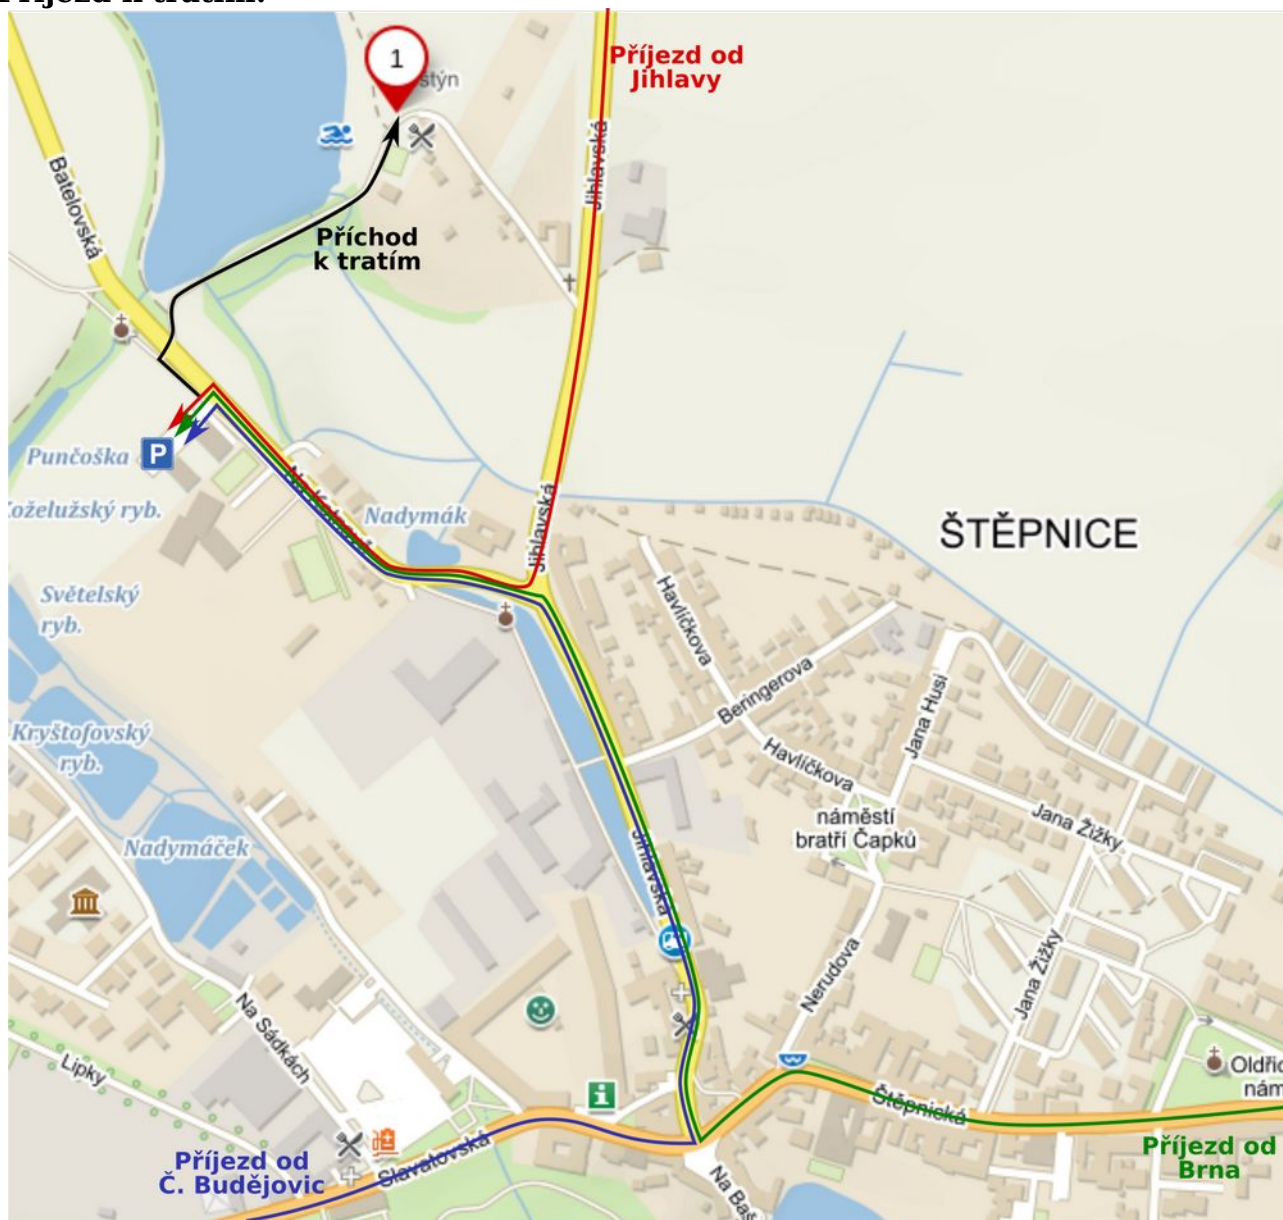 Příjezd k tratím:
1
Příjezd od
Jihlavy
Jihlavská
Batelovská
Příchod
k tratím
Punčoška
P
Nadymák
Jihlavská
ŠTĚPNICE
Světelský
ryb.
Havlíčkova
Beringerova
Jana Husi
Kryštofovský
ryb.
Havlíčkova
náměstí
bratří Čapků
Jana Žižky
Nadymáček
Jihlavská
Nerudova
Jana Žižky
Na Sádkách
Lipky
Štěpnická
Slavatovská
Příjezd od
Č. Budějovic
Příjezd od
Brna